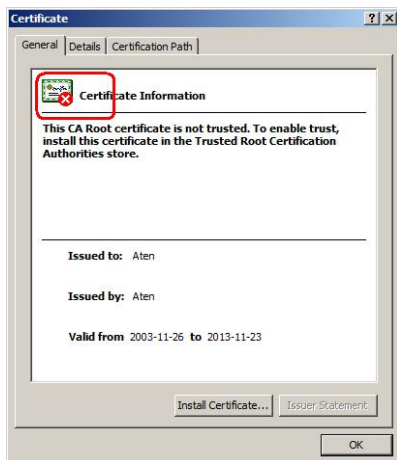 Certificate
General Details Certification Path
Certificate Information
This CA Root certificate is not trusted. To enable trust,
install this certificate in the Trusted Root Certification
Authorities store.
Issued to: Aten
Issued by: Aten
Valid from 2003-11-26 to 2013-11-23
Install Certificate... Issuer Statement
OK